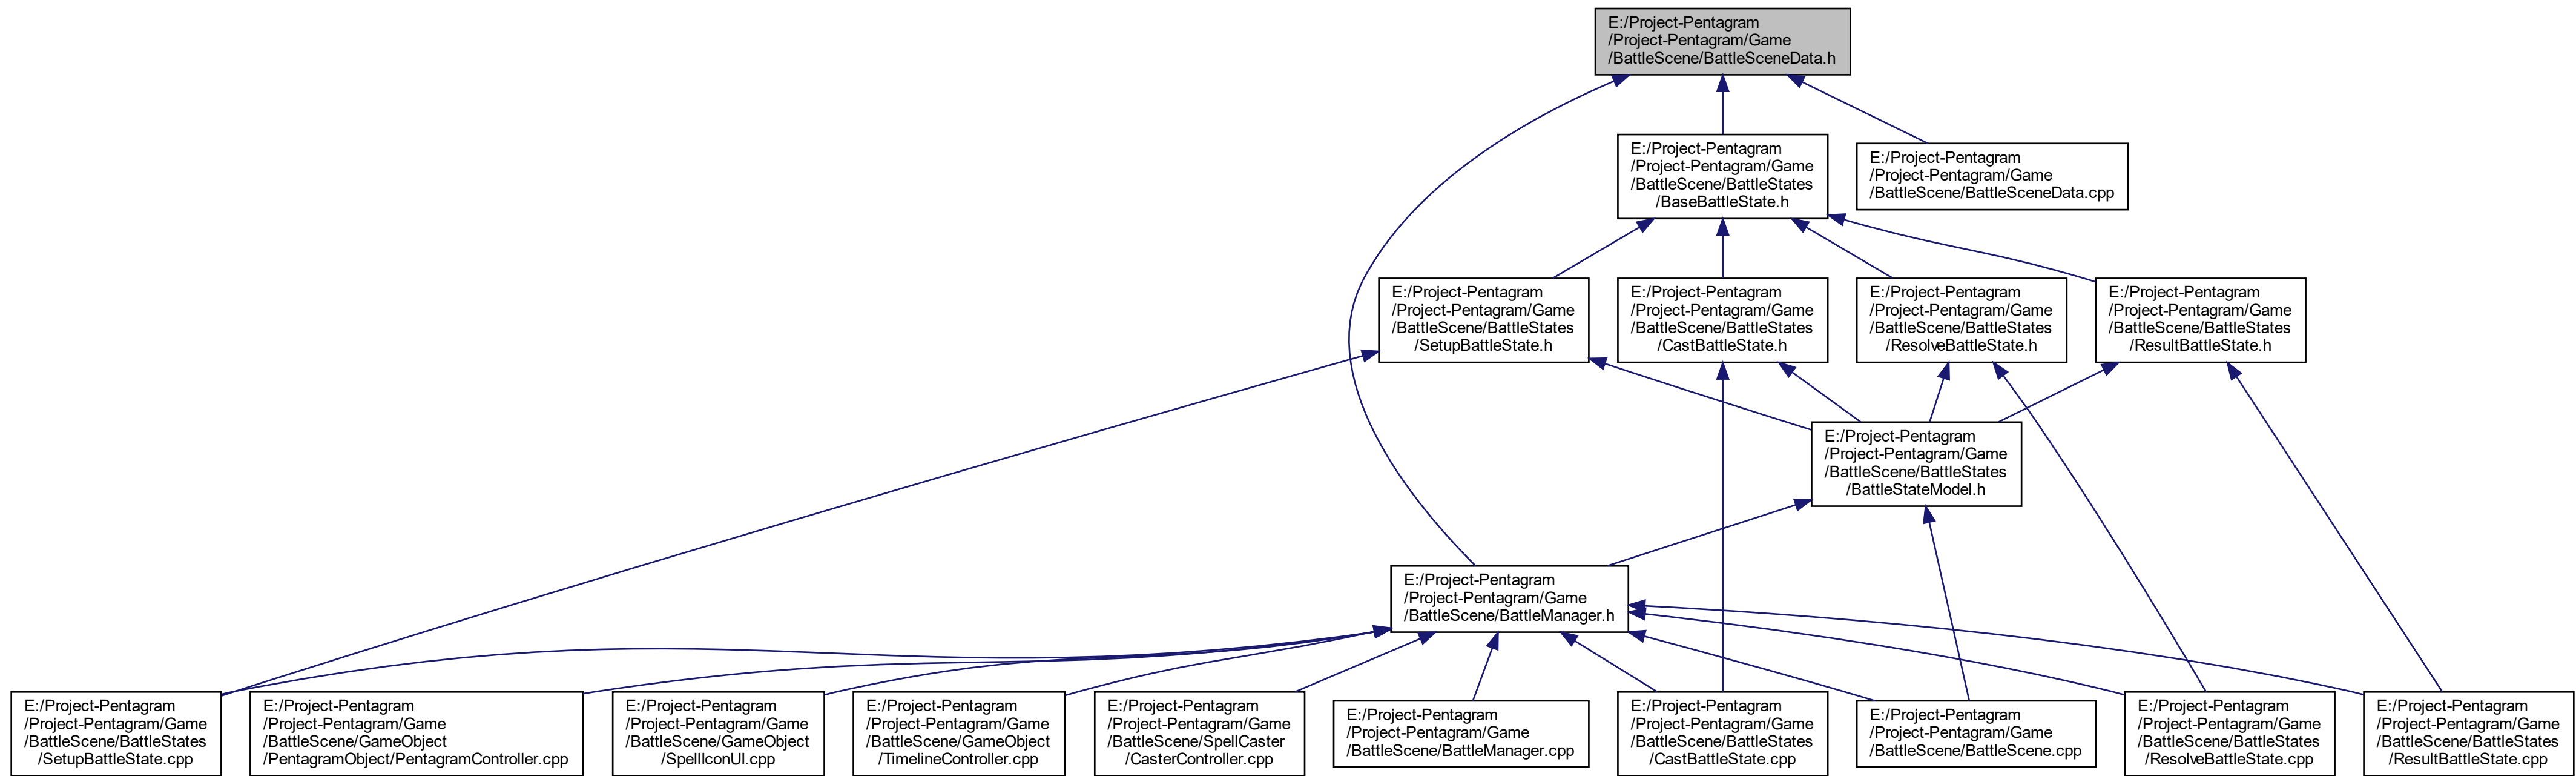 E:/Project-Pentagram
/Project-Pentagram/Game
/BattleScene/BattleSceneData.h
E:/Project-Pentagram
/Project-Pentagram/Game
/BattleScene/BattleStates
/BaseBattleState.h
E:/Project-Pentagram
/Project-Pentagram/Game
/BattleScene/BattleSceneData.cpp
E:/Project-Pentagram
/Project-Pentagram/Game
/BattleScene/BattleStates
/SetupBattleState.h
E:/Project-Pentagram
/Project-Pentagram/Game
/BattleScene/BattleStates
/CastBattleState.h
E:/Project-Pentagram
/Project-Pentagram/Game
/BattleScene/BattleStates
/ResolveBattleState.h
E:/Project-Pentagram
/Project-Pentagram/Game
/BattleScene/BattleStates
/ResultBattleState.h
E:/Project-Pentagram
/Project-Pentagram/Game
/BattleScene/BattleStates
/BattleStateModel.h
E:/Project-Pentagram
/Project-Pentagram/Game
/BattleScene/BattleManager.h
E:/Project-Pentagram
/Project-Pentagram/Game
/BattleScene/BattleStates
/SetupBattleState.cpp
E:/Project-Pentagram
/Project-Pentagram/Game
/BattleScene/GameObject
/PentagramObject/PentagramController.cpp
E:/Project-Pentagram
/Project-Pentagram/Game
/BattleScene/GameObject
/SpellIconUI.cpp
E:/Project-Pentagram
/Project-Pentagram/Game
/BattleScene/GameObject
/TimelineController.cpp
E:/Project-Pentagram
/Project-Pentagram/Game
/BattleScene/SpellCaster
/CasterController.cpp
E:/Project-Pentagram
/Project-Pentagram/Game
/BattleScene/BattleManager.cpp
E:/Project-Pentagram
/Project-Pentagram/Game
/BattleScene/BattleStates
/CastBattleState.cpp
E:/Project-Pentagram
/Project-Pentagram/Game
/BattleScene/BattleScene.cpp
E:/Project-Pentagram
/Project-Pentagram/Game
/BattleScene/BattleStates
/ResolveBattleState.cpp
E:/Project-Pentagram
/Project-Pentagram/Game
/BattleScene/BattleStates
/ResultBattleState.cpp